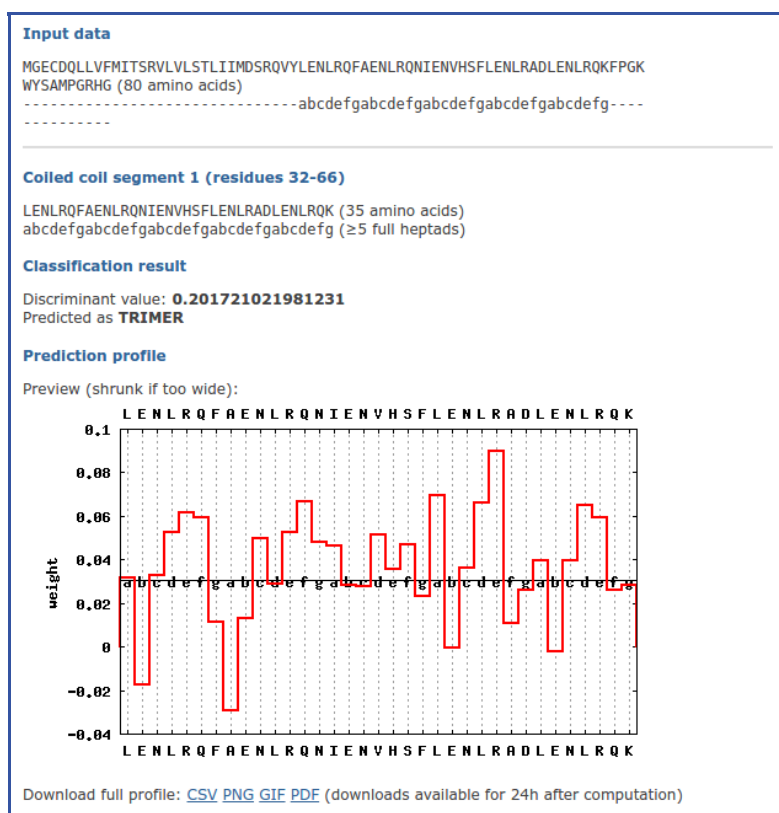 Input data
MGECDQLLVFMITSRVLVLSTLIIMDSRQVYLENLRQFAENLRQNIENVHSFLENLRADLENLRQKFPGK
WYSAMPGRHG (80 amino acids)
-------------------------------abcdefgabcdefgabcdefgabcdefgabcdefg----
----------
Coiled coil segment 1 (residues 32-66)
LENLRQFAENLRQNIENVHSFLENLRADLENLRQK (35 amino acids)
abcdefgabcdefgabcdefgabcdefgabcdefg (≥5 full heptads)
Classification result
Discriminant value: 0.201721021981231
Predicted as TRIMER
Prediction profile
Preview (shrunk if too wide):
L E N L R Q F A E N L R Q N I E N V H S F L E N L R A D L E N L R Q K
0.1
0.08
0.06
0.04
0.02
0
-0.02
-0.04
weight
a b c d e f g a b c d e f g a b c d e f g a b c d e f g a b c d e f g
L E N L R Q F A E N L R Q N I E N V H S F L E N L R A D L E N L R Q K
Download full profile: CSV PNG GIF PDF (downloads available for 24h after computation)